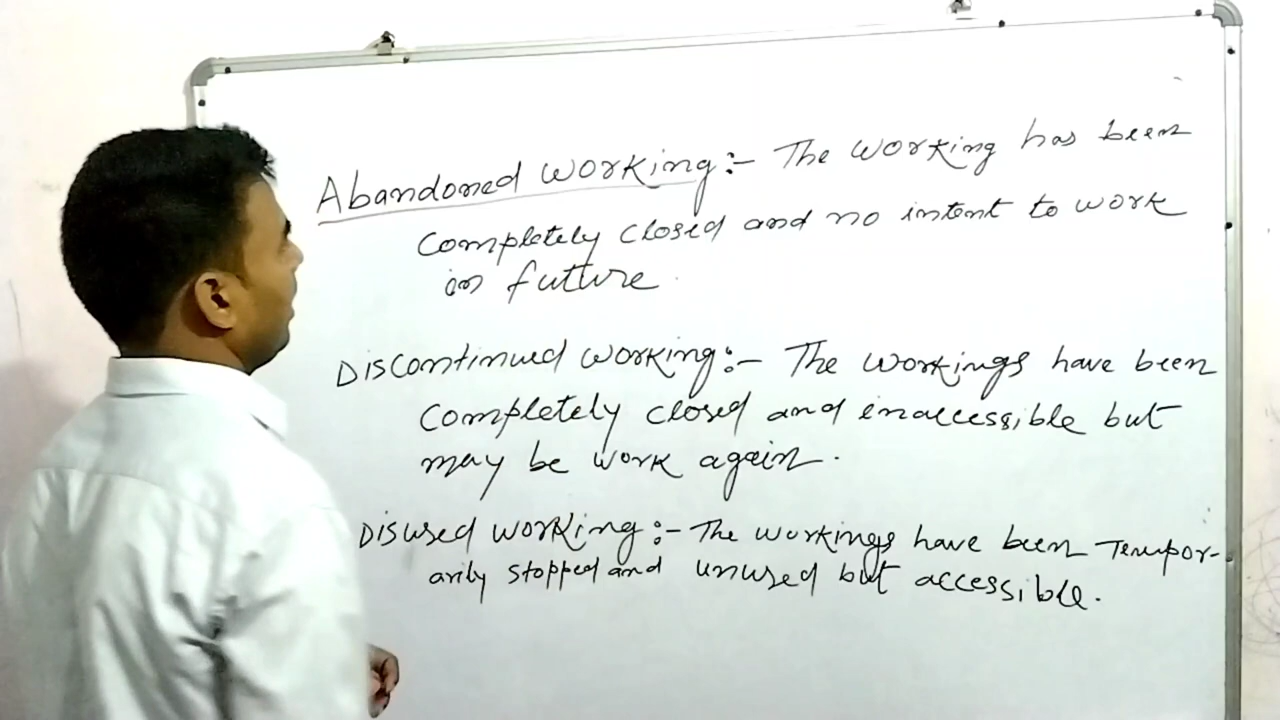 Abandoned working:- The working has been
completely closed and no intent to work
in future.
Discontinued working:- The workings have been
completely closed and inaccessible but
may be work again.
Disused working:- The workings have been Tempor-
arily stopped and unused but accessible.